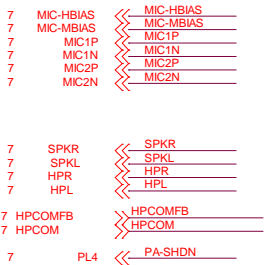 7 MIC-HBIAS MIC-HBIAS
7 MIC-MBIAS MIC-MBIAS
7 MIC1P MIC1P
7 MIC1N MIC1N
7 MIC2P MIC2P
7 MIC2N MIC2N
7 SPKR SPKR
7 SPKL SPKL
7 HPR HPR
7 HPL HPL
7 HPCOMFB HPCOMFB
7 HPCOM HPCOM
7 PL4 PA-SHDN